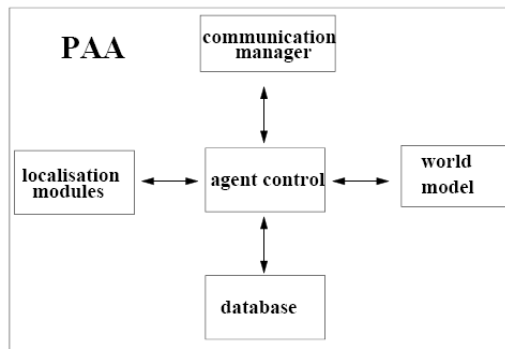 PAA
communication
manager
localisation
modules
agent control
world
model
database